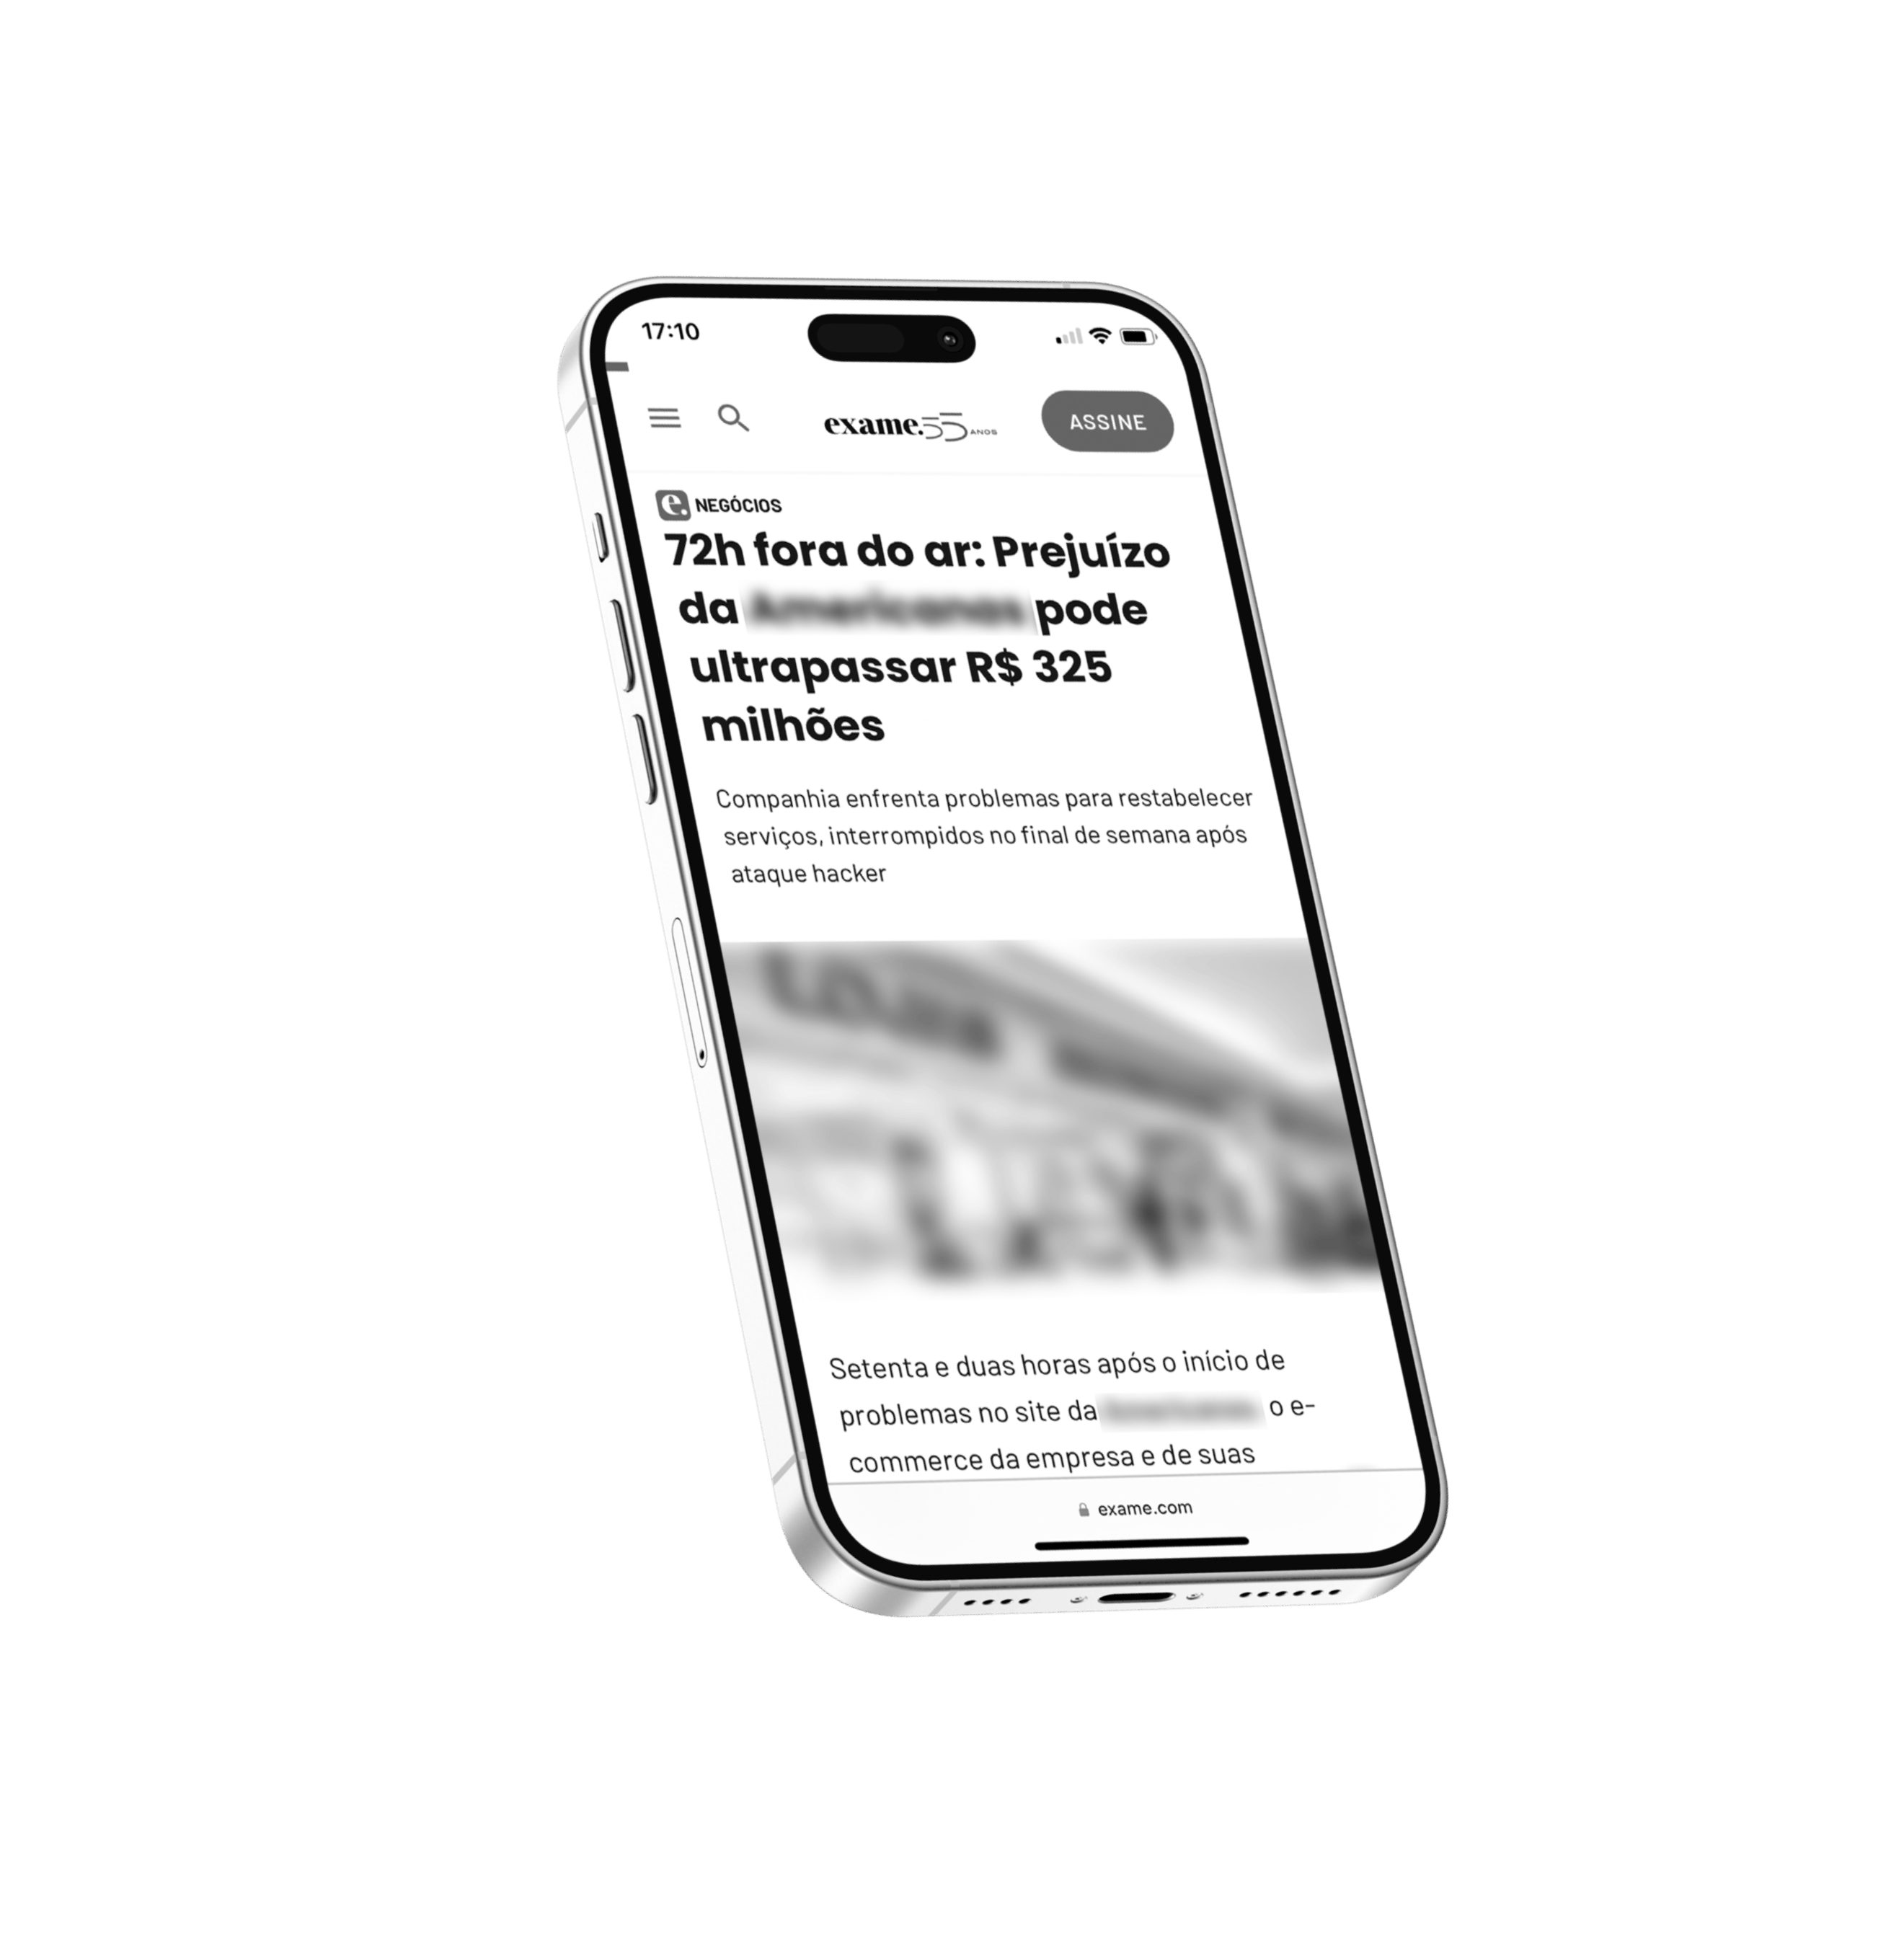 17:10
exame.55 ANOS
ASSINE
e. NEGÓCIOS
72h fora do ar: Prejuízo
da pode
ultrapassar R$ 325
milhões
Companhia enfrenta problemas para restabelecer
serviços, interrompidos no final de semana após
ataque hacker
Setenta e duas horas após o início de
problemas no site da o e-
commerce da empresa e de suas
exame.com